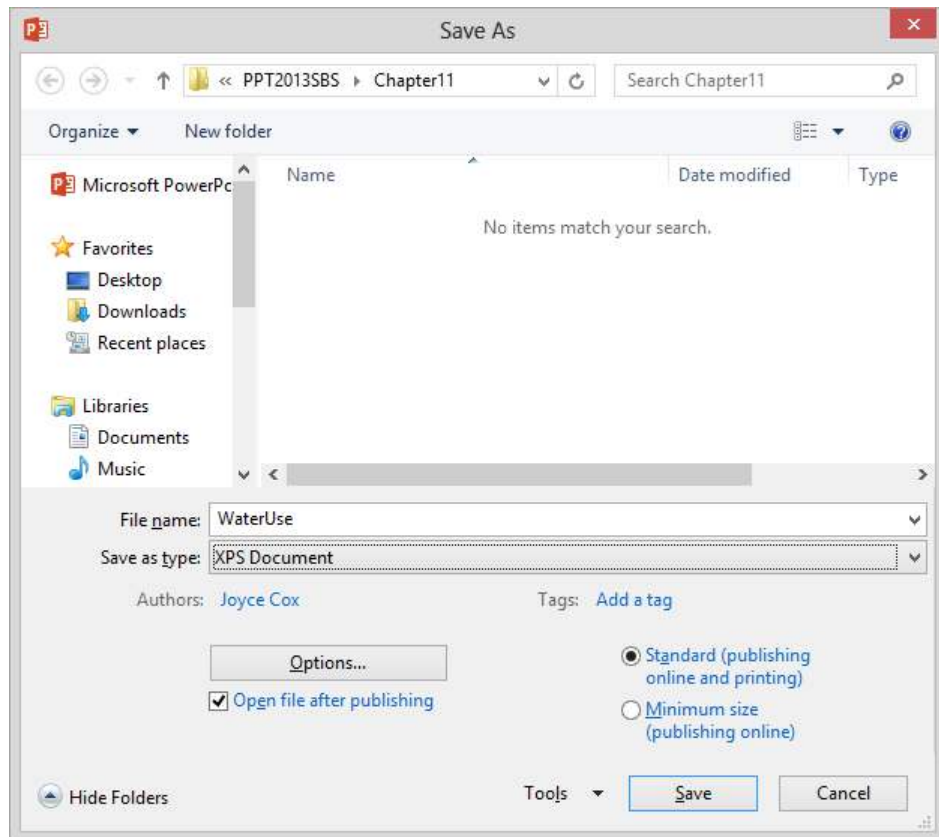 Save As
« PPT2013SBS Chapter11
Search Chapter11
Organize
New folder
Microsoft PowerPc
Name
Date modified
Type
No items match your search.
Favorites
Desktop
Downloads
Recent places
Libraries
Documents
Music
File name: WaterUse
Save as type: XPS Document
Authors: Joyce Cox
Tags: Add a tag
Options...
Open file after publishing
Standard (publishing
online and printing)
Minimum size
(publishing online)
Hide Folders
Tools
Save
Cancel